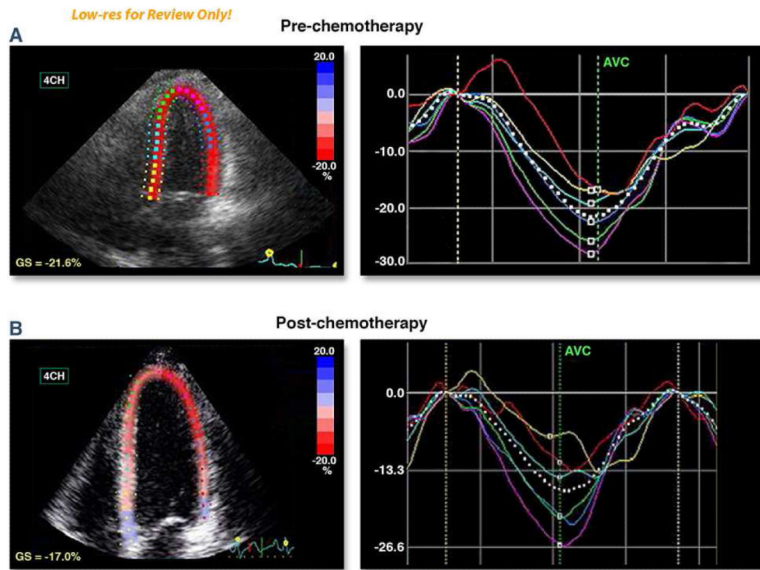 Low-res for Review Only!
A
Pre-chemotherapy
4CH
20.0
-20.0
%
GS = -21.6%
AVC
0.0
-10.0
-20.0
-30.0
B
Post-chemotherapy
4CH
20.0
-20.0
%
GS = -17.0%
AVC
0.0
-13.3
-26.6